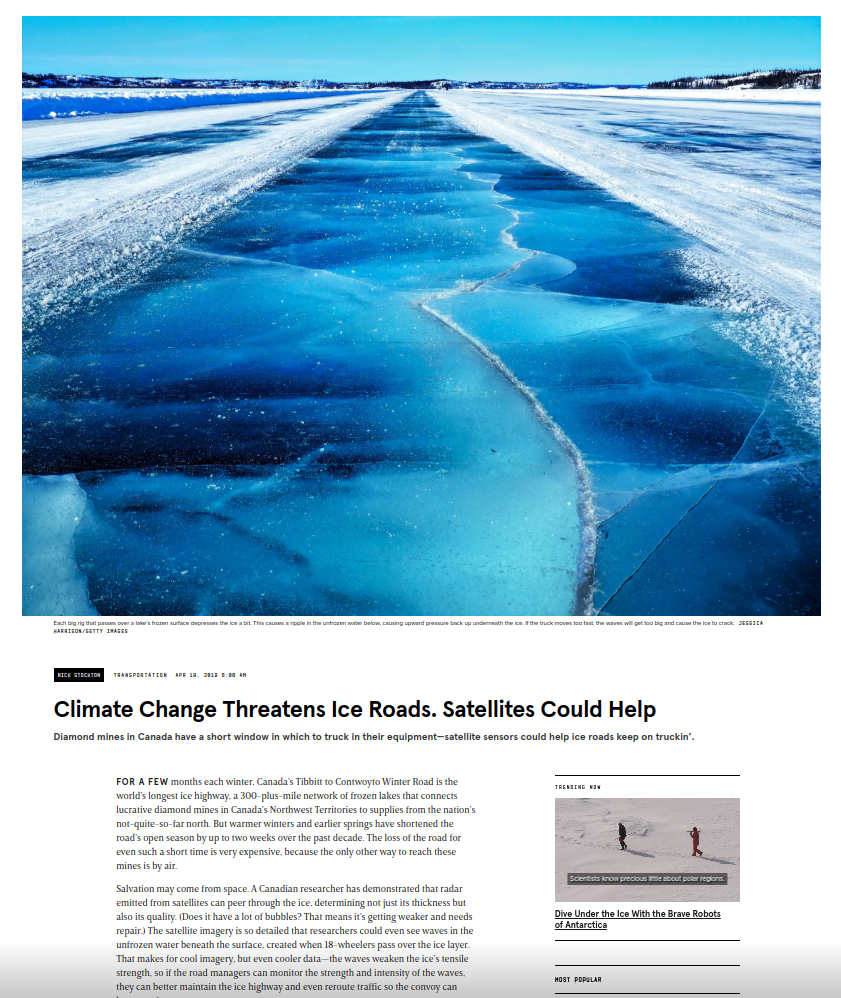 Each big rig that passes over a lake's frozen surface depresses the ice a bit. This causes a ripple in the unfrozen water below, causing upward pressure back up underneath the ice. If the truck moves too fast, the waves will get too big and cause the ice to crack. JESSICA
HARRISON/GETTY IMAGES
NICK STOCKTON TRANSPORTATION APR 18, 2019 6:00 AM
Climate Change Threatens Ice Roads. Satellites Could Help
Diamond mines in Canada have a short window in which to truck in their equipment—satellite sensors could help ice roads keep on truckin'.
FOR A FEW months each winter, Canada's Tibbitt to Contwoyto Winter Road is the
world's longest ice highway, a 300-plus-mile network of frozen lakes that connects
lucrative diamond mines in Canada's Northwest Territories to supplies from the nation's
not-quite-so-far north. But warmer winters and earlier springs have shortened the
road's open season by up to two weeks over the past decade. The loss of the road for
even such a short time is very expensive, because the only other way to reach these
mines is by air.
Salvation may come from space. A Canadian researcher has demonstrated that radar
emitted from satellites can peer through the ice, determining not just its thickness but
also its quality. (Does it have a lot of bubbles? That means it's getting weaker and needs
repair.) The satellite imagery is so detailed that researchers could even see waves in the
unfrozen water beneath the surface, created when 18-wheelers pass over the ice layer.
That makes for cool imagery, but even cooler data—the waves weaken the ice's tensile
strength, so if the road managers can monitor the strength and intensity of the waves,
they can better maintain the ice highway and even reroute traffic so the convoy can
TRENDING NOW
Scientists know precious little about polar regions.
Dive Under the Ice With the Brave Robots
of Antarctica
MOST POPULAR